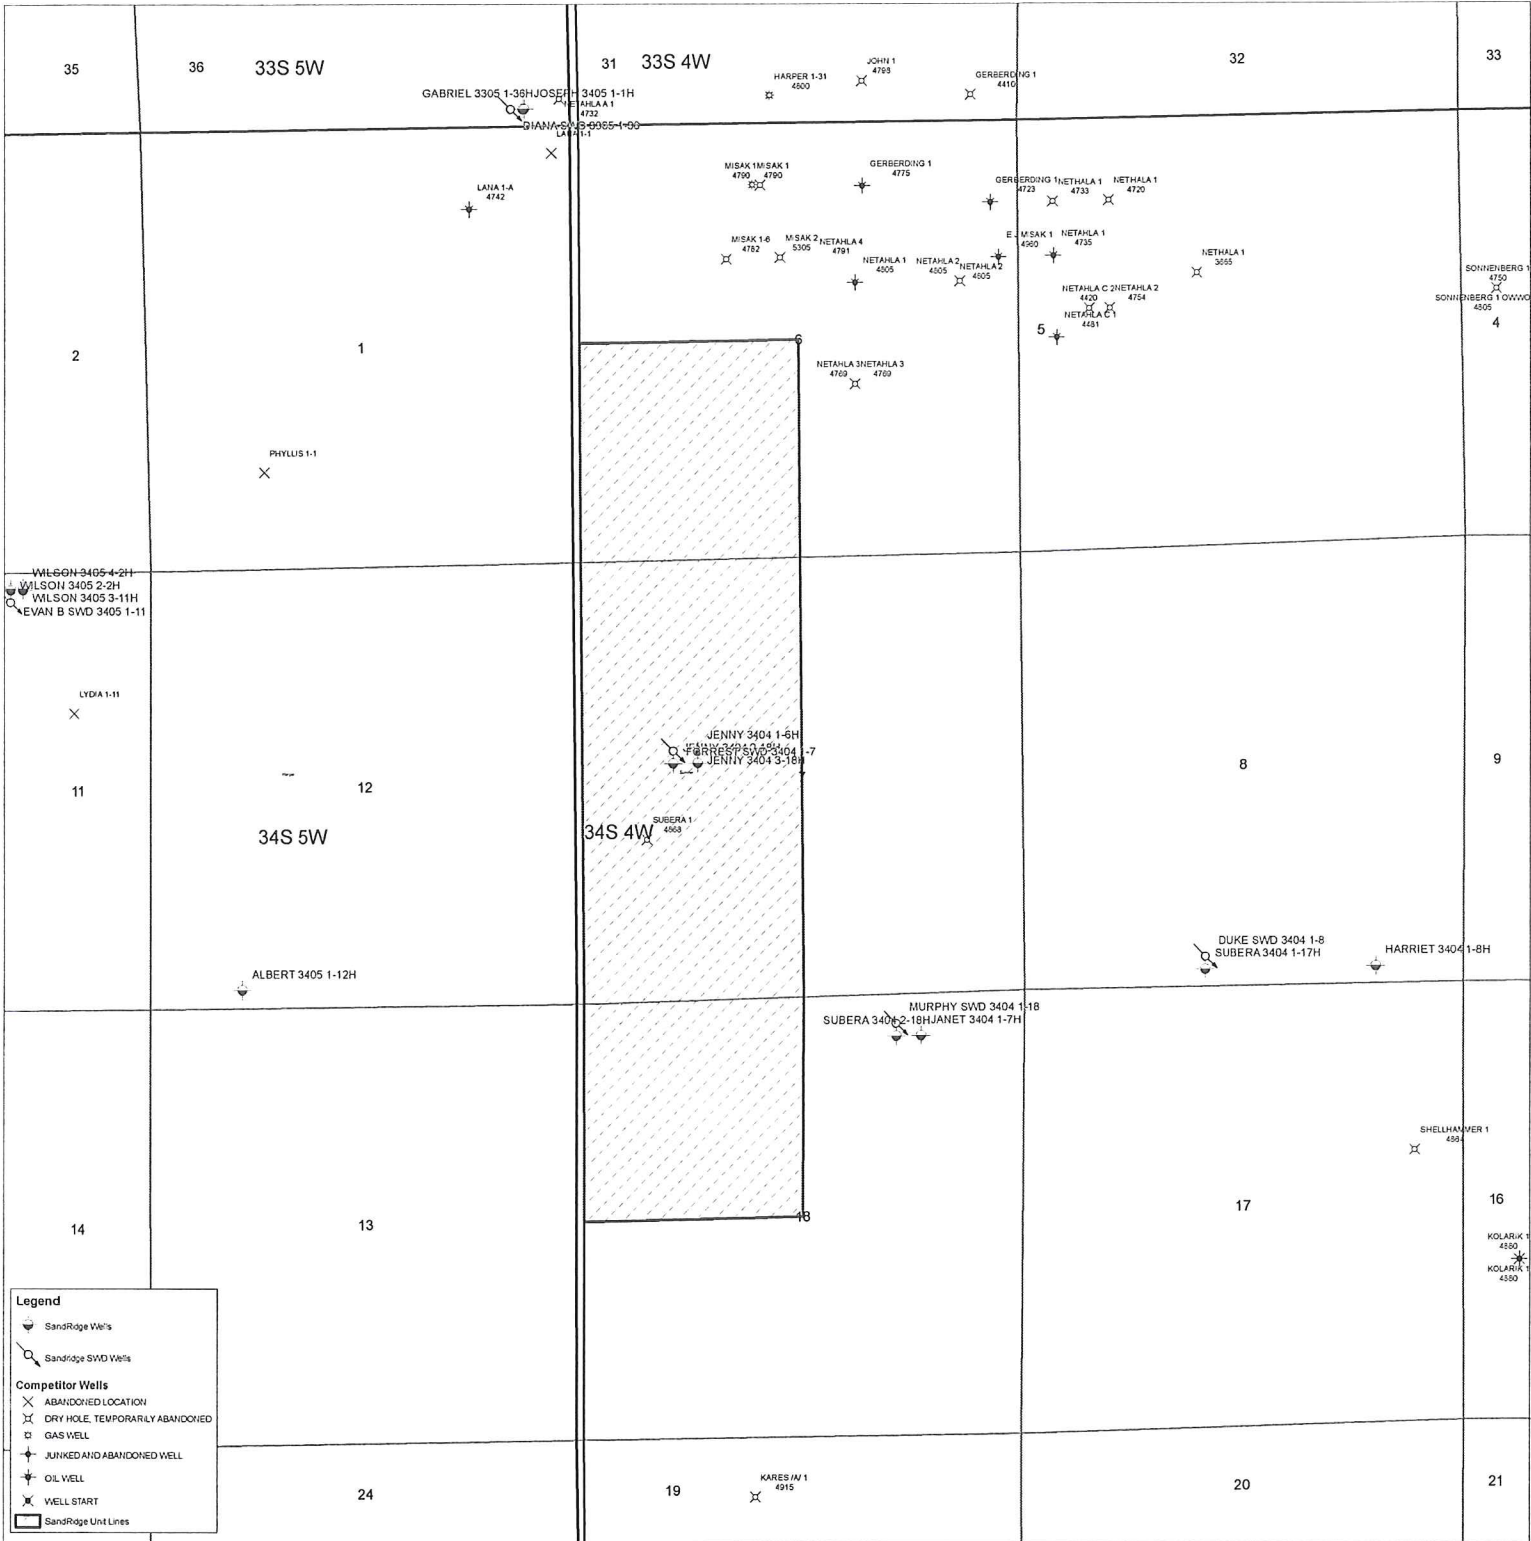 35
36
33S 5W
31
33S 4W
32
33
JOHN 1
4798
HARPER 1-31
4600
GERBERDING 1
4410
GABRIEL 3305 1-36H
JOSEPH 3405 1-1H
NETAHLA A 1
4732
LANA 1-1
MISAK 1
4790
MISAK 1
4790
GERBERDING 1
4775
GERBERDING 1
4723
NETHALA 1
4733
NETHALA 1
4720
LANA 1-A
4742
MISAK 1-6
4782
MISAK 2
5305
NETAHLA 4
4791
NETAHLA 1
4805
NETAHLA 2
4805
NETAHLA 2
4805
E J MISAK 1
4960
NETAHLA 1
4735
NETHALA 1
3665
SONNENBERG 1
4750
SONNENBERG 1 OWWO
4805
NETAHLA C 2
4420
NETAHLA 2
4754
NETAHLA C 1
4481
2
1
6
5
4
NETAHLA 3
4769
NETAHLA 3
4769
PHYLLIS 1-1
WILSON 3405 4-2H
WILSON 3405 2-2H
WILSON 3405 3-11H
EVAN B SWD 3405 1-11
LYDIA 1-11
JENNY 3404 1-6H
FORREST SWD 3404 1-7
JENNY 3404 3-18H
11
12
7
8
9
34S 5W
34S 4W
SUBERA 1
4868
ALBERT 3405 1-12H
DUKE SWD 3404 1-8
SUBERA 3404 1-17H
HARRIET 3404 1-8H
MURPHY SWD 3404 1-18
SUBERA 3404 2-18H
JANET 3404 1-7H
SHELLHAMMER 1
14
13
18
17
16
KOLARIK 1
4880
KOLARIK 1
4880
24
19
20
21
KARES /A/ 1
4915
Legend
SandRidge Wells
Sandridge SWD Wells
Competitor Wells
ABANDONED LOCATION
DRY HOLE, TEMPORARILY ABANDONED
GAS WELL
JUNKED AND ABANDONED WELL
OIL WELL
WELL START
SandRidge Unit Lines